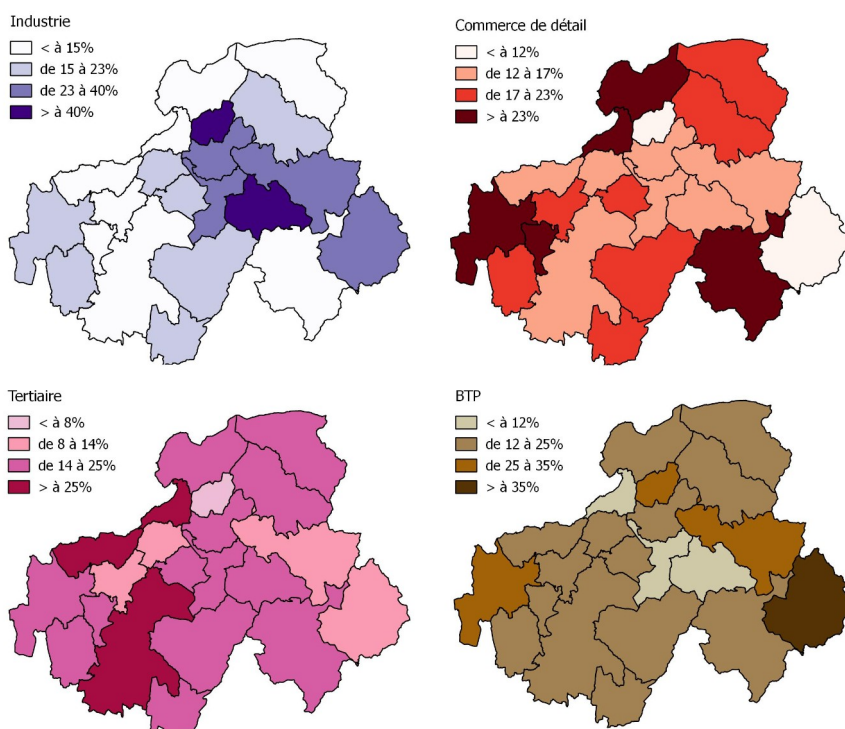 Industrie
< à 15%
de 15 à 23%
de 23 à 40%
> à 40%
Commerce de détail
< à 12%
de 12 à 17%
de 17 à 23%
> à 23%
Tertiaire
< à 8%
de 8 à 14%
de 14 à 25%
> à 25%
BTP
< à 12%
de 12 à 25%
de 25 à 35%
> à 35%